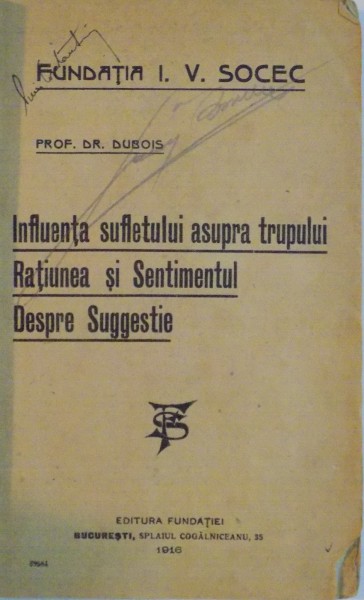 FUNDAȚIA I. V. SOCEC
PROF. DR. DUBOIS
Influența sufletului asupra trupului
Rațiunea și Sentimentul
Despre Suggestie
EDITURA FUNDAȚIEI
BUCUREȘTI, SPLAIUL COGĂLNICEANU, 35
1916